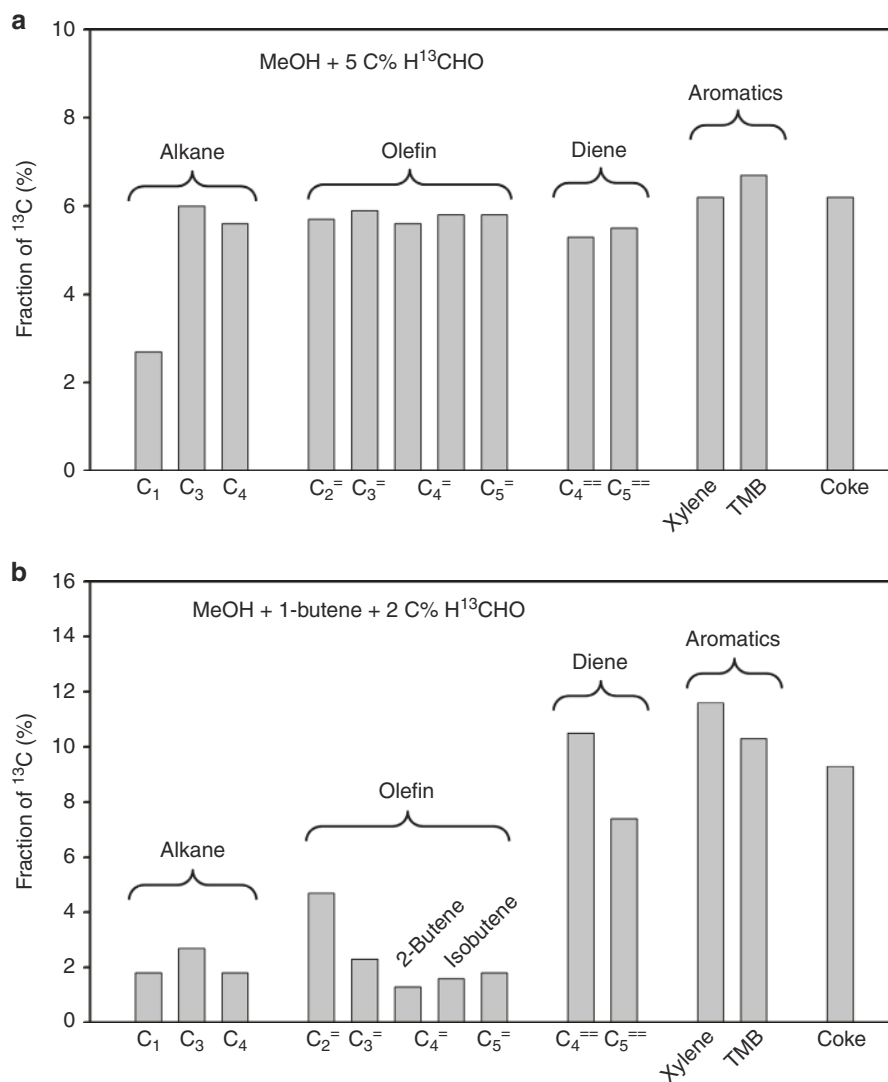 a
10
8
6
4
2
0
Fraction of ¹³C (%)
MeOH + 5 C% H¹³CHO
Alkane
Olefin
Diene
Aromatics
C₁ C₃ C₄ C₂⁼ C₃⁼ C₄⁼ C₅⁼ C₄⁼⁼ C₅⁼⁼ Xylene TMB Coke
b
16
14
12
10
8
6
4
2
0
Fraction of ¹³C (%)
MeOH + 1-butene + 2 C% H¹³CHO
Alkane
Olefin
2-Butene
Isobutene
Diene
Aromatics
C₁ C₃ C₄ C₂⁼ C₃⁼ C₄⁼ C₅⁼ C₄⁼⁼ C₅⁼⁼ Xylene TMB Coke